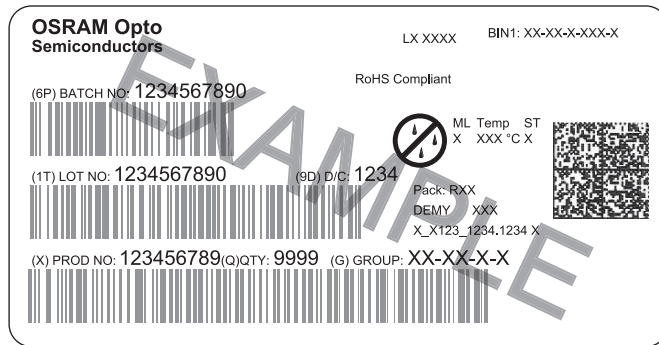 OSRAM Opto
Semiconductors
LX XXXX
BIN1: XX-XX-X-XXX-X
RoHS Compliant
(6P) BATCH NO: 1234567890
ML Temp ST
X XXX °C X
(1T) LOT NO: 1234567890 (9D) D/C: 1234
Pack: RXX
DEMY XXX
X_X123_1234.1234 X
(X) PROD NO: 123456789(Q)QTY: 9999 (G) GROUP: XX-XX-X-X
EXAMPLE